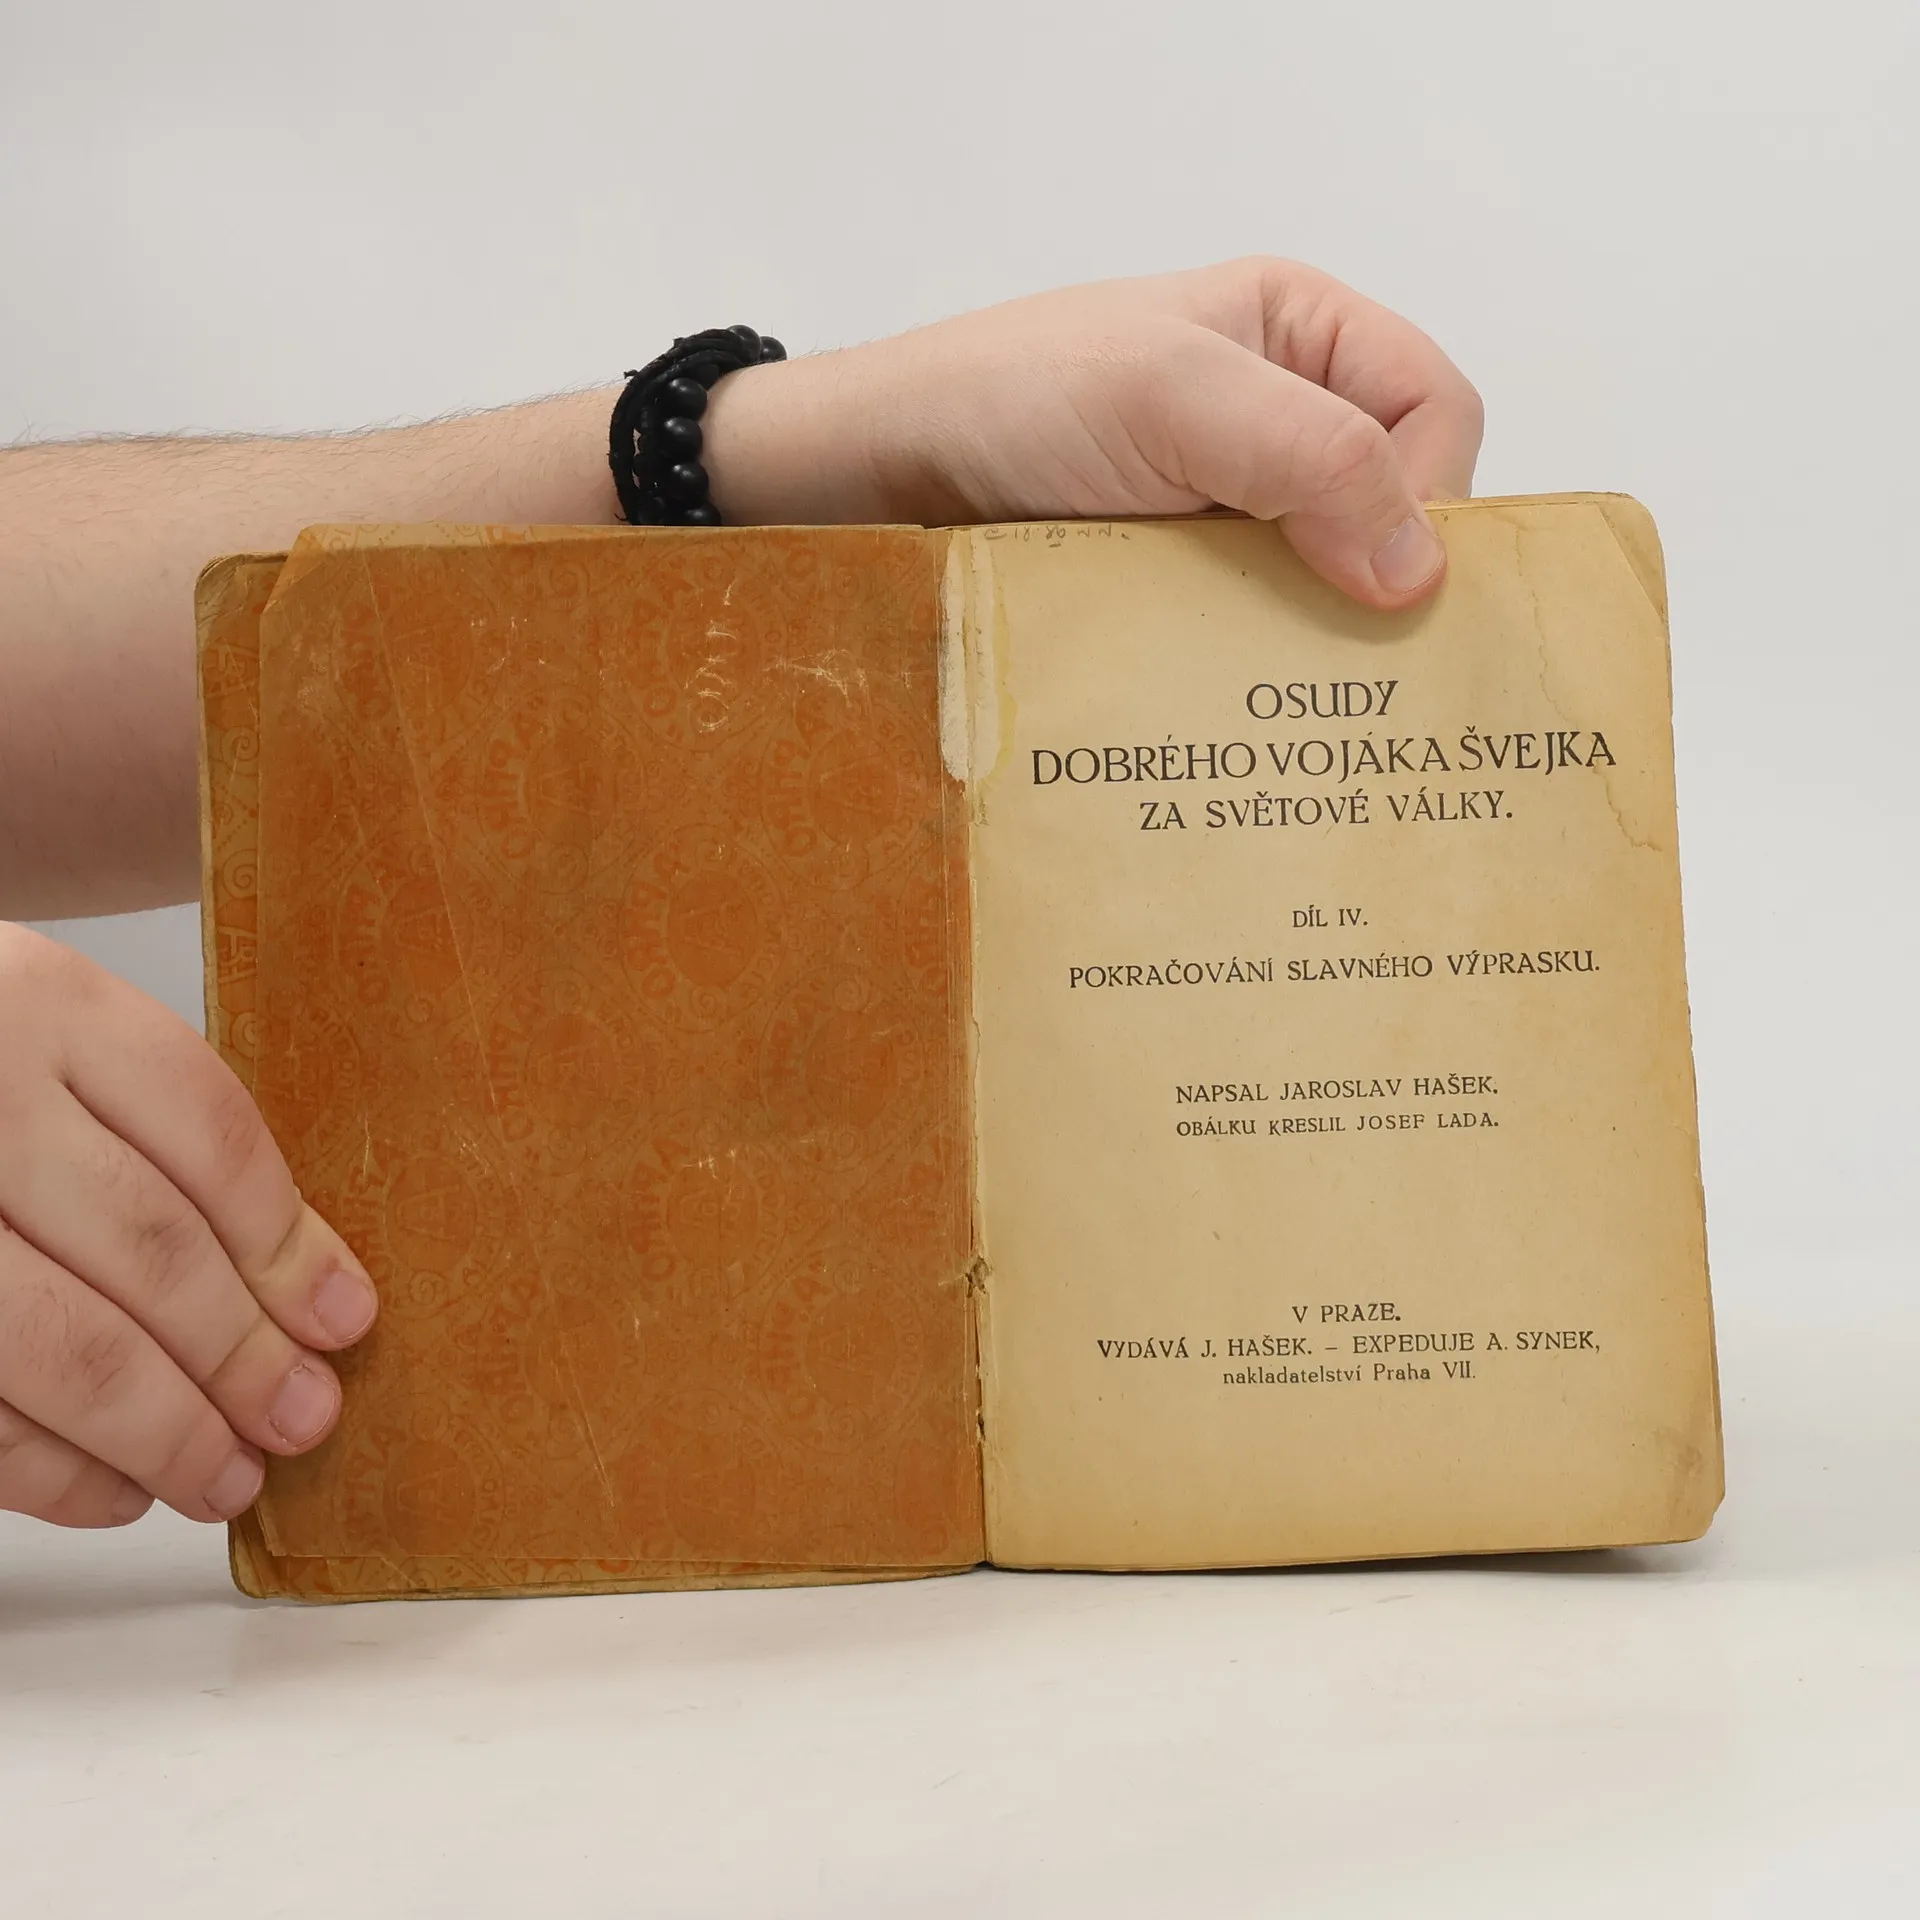 OSUDY
DOBRÉHO VOJÁKA ŠVEJKA
ZA SVĚTOVÉ VÁLKY.
DÍL IV.
POKRAČOVÁNÍ SLAVNÉHO VÝPRASKU.
NAPSAL JAROSLAV HAŠEK.
OBÁLKU KRESLIL JOSEF LADA.
V PRAZE.
VYDÁVÁ J. HAŠEK. – EXPEDUJE A. SYNEK,
nakladatelství Praha VII.